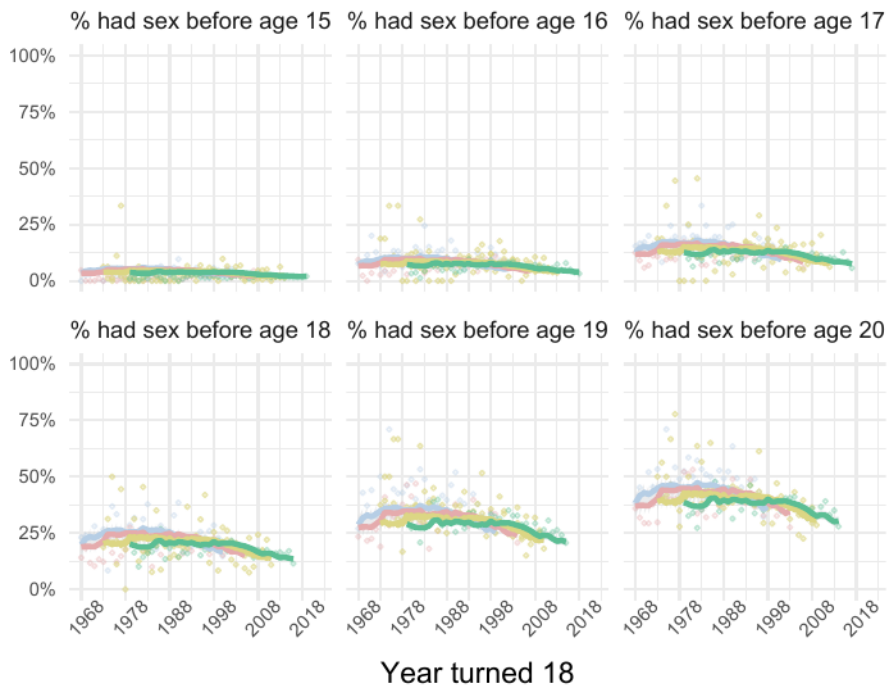 % had sex before age 15 % had sex before age 16 % had sex before age 17
100%
75%
50%
25%
0%
% had sex before age 18 % had sex before age 19 % had sex before age 20
100%
75%
50%
25%
0%
1968 1978 1988 1998 2008 2018 1968 1978 1988 1998 2008 2018 1968 1978 1988 1998 2008 2018
Year turned 18